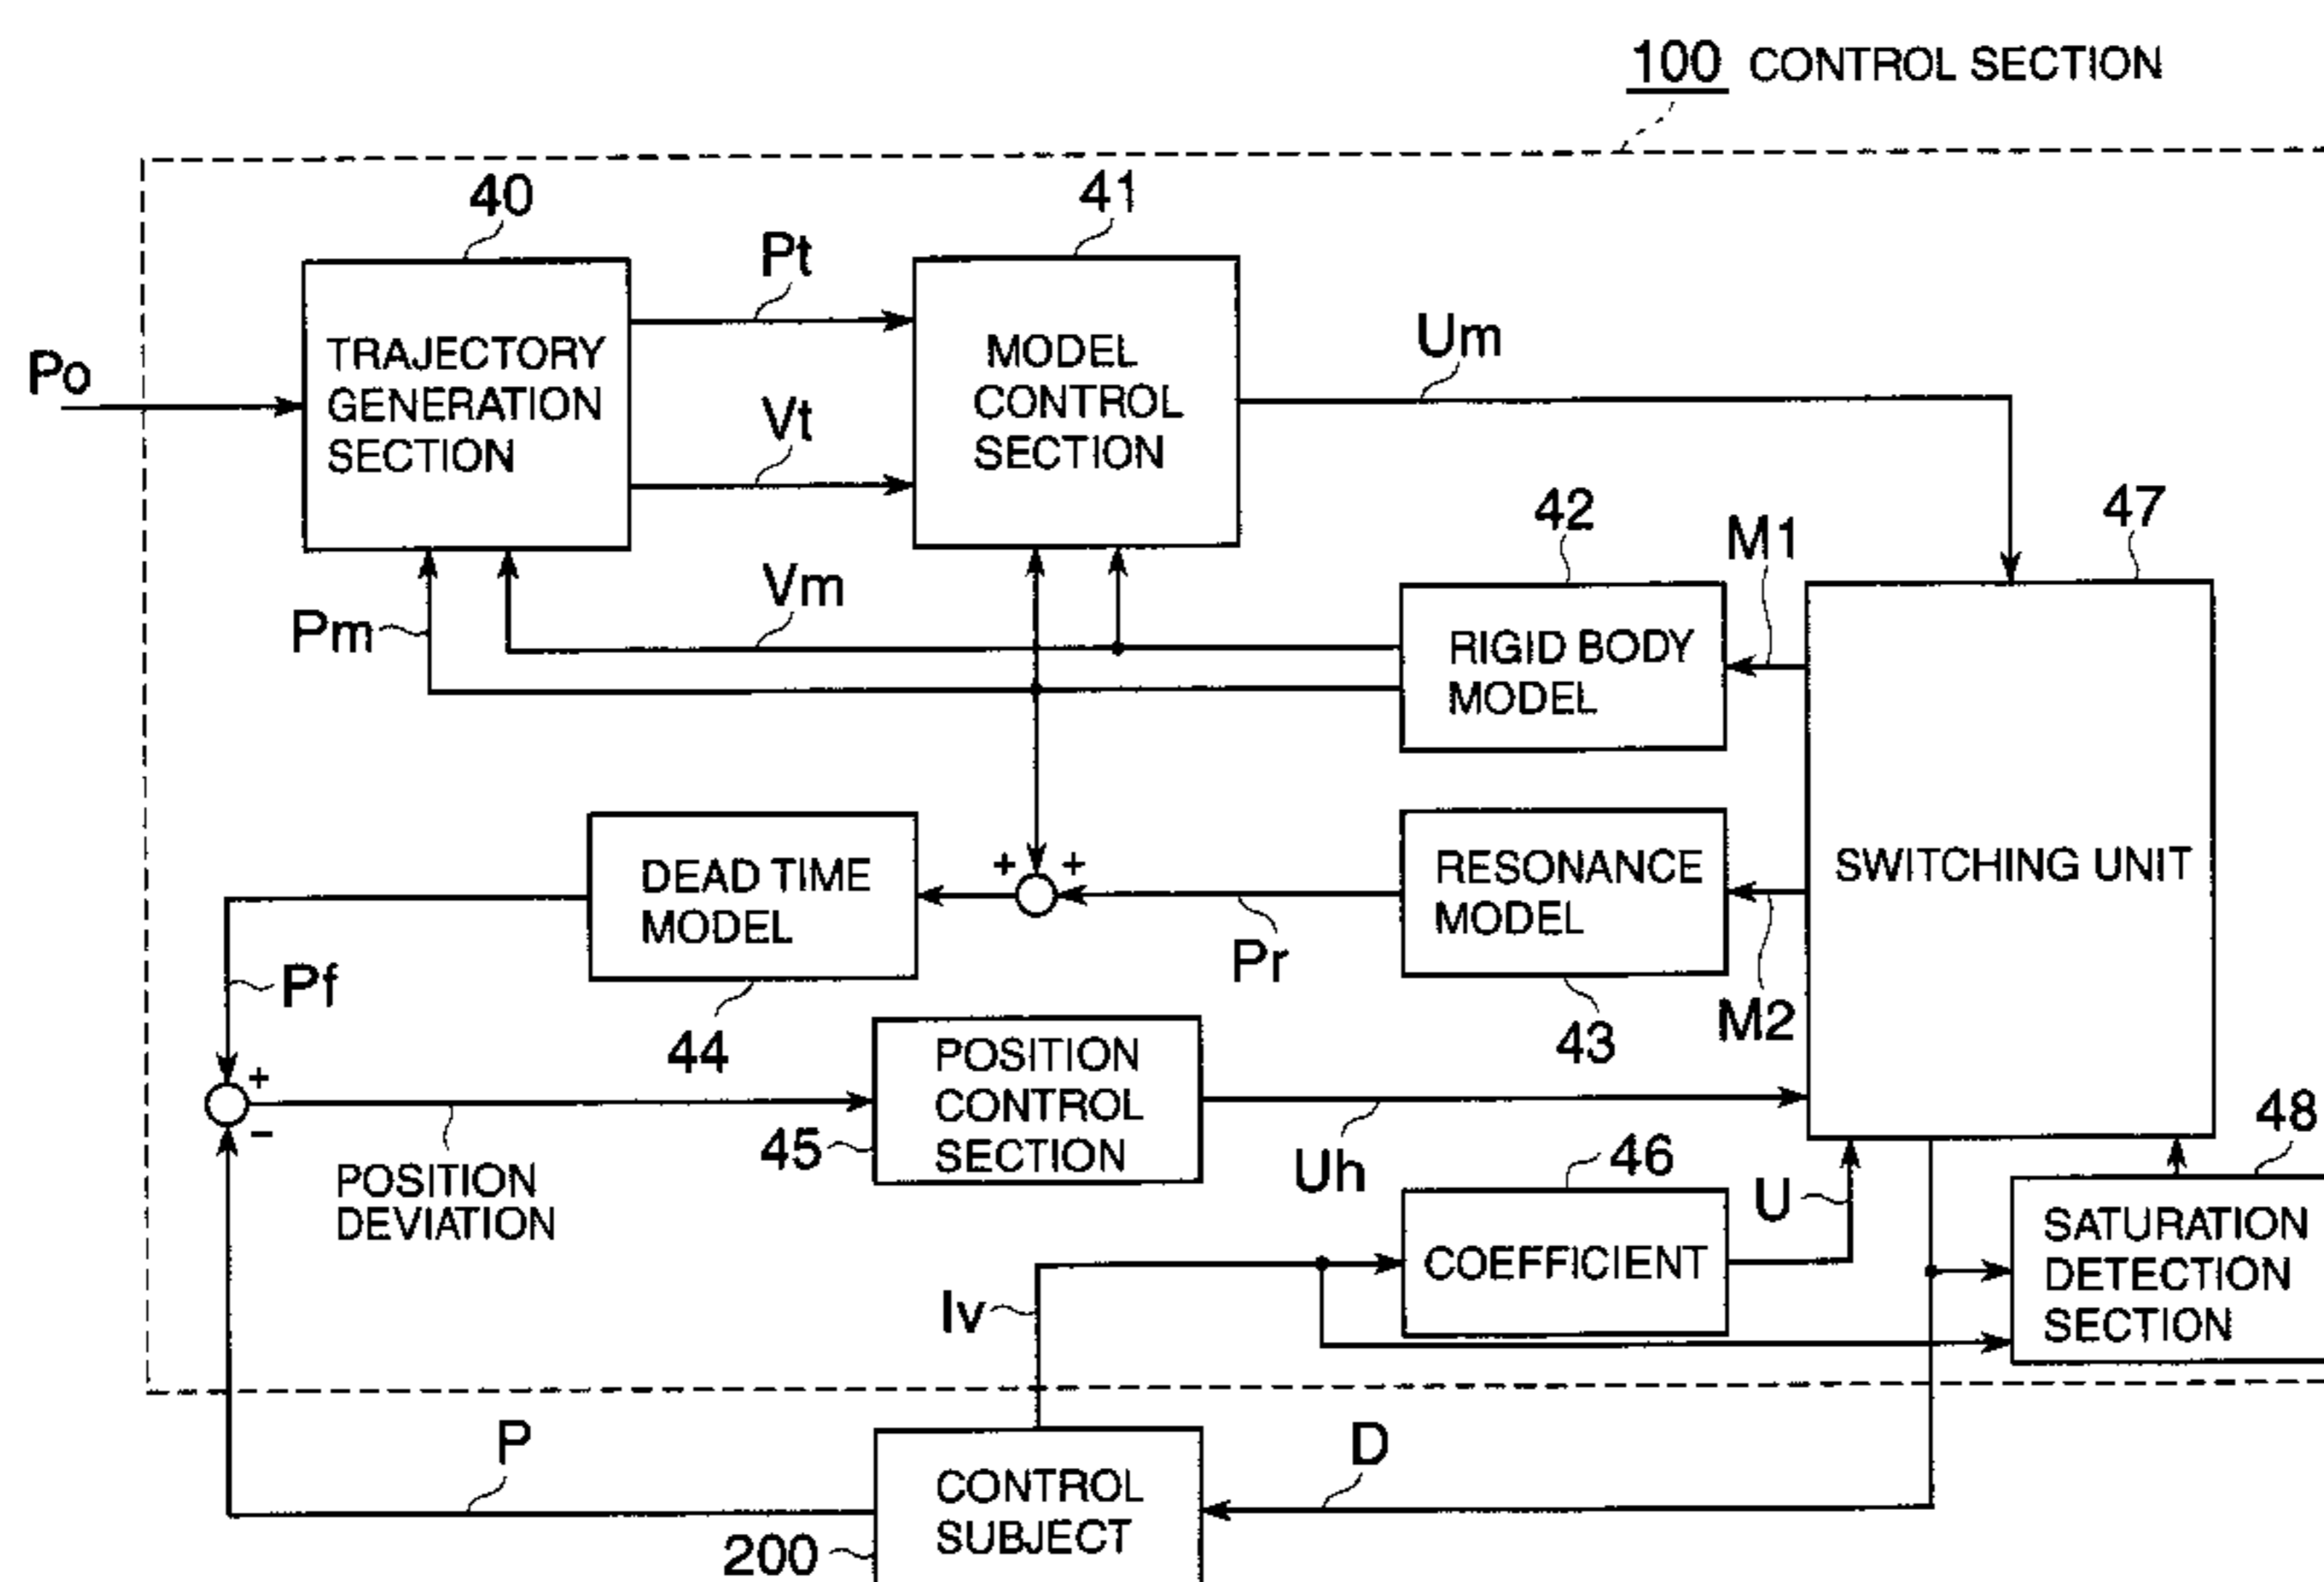 100 CONTROL SECTION
40
41
Pt
Um
Po
TRAJECTORY
GENERATION
SECTION
MODEL
CONTROL
SECTION
Vt
42
M1
47
Vm
Pm
RIGID BODY
MODEL
DEAD TIME
MODEL
+ +
RESONANCE
MODEL
SWITCHING UNIT
Pr
Pf
M2
44
43
+
−
POSITION
CONTROL
SECTION
45
Uh
48
46
POSITION
DEVIATION
U
SATURATION
DETECTION
SECTION
COEFFICIENT
Iv
P
D
CONTROL
SUBJECT
200